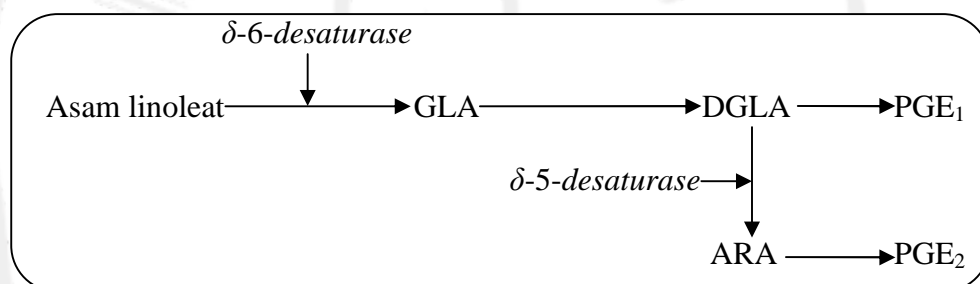 δ-6-desaturase
Asam linoleat GLA DGLA PGE₁
δ-5-desaturase
ARA PGE₂